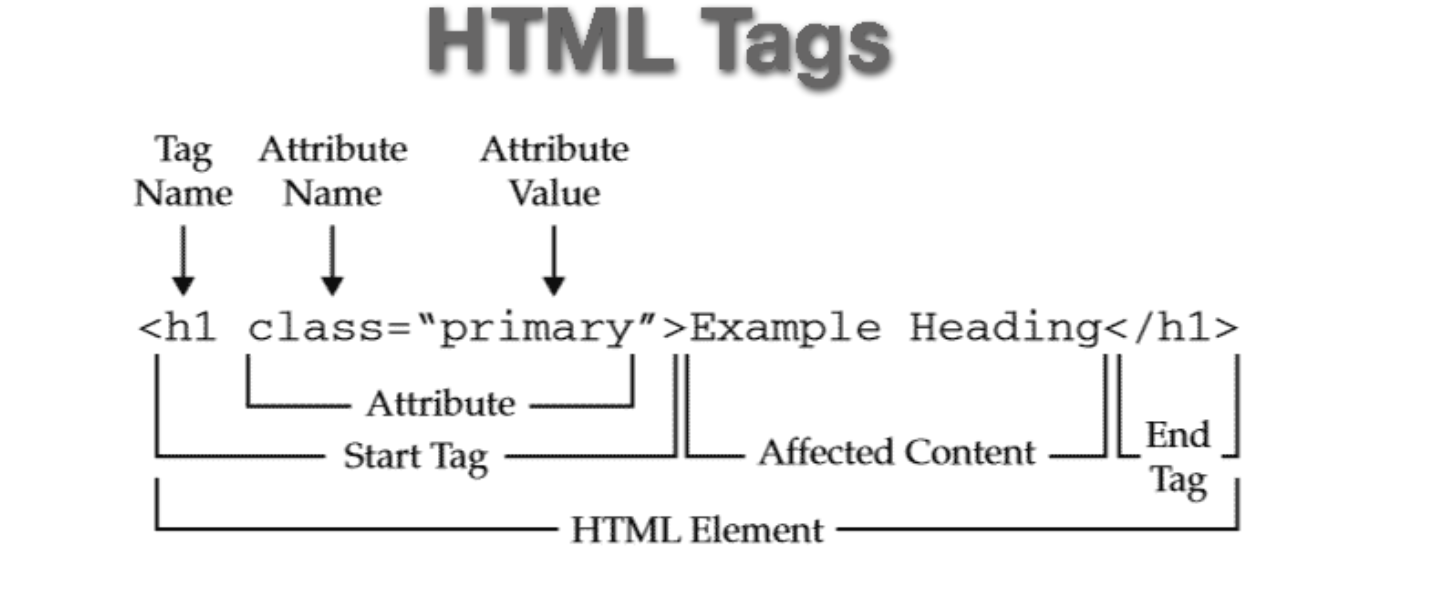 HTML Tags
Tag Name
Attribute Name
Attribute Value
<h1 class=“primary”>Example Heading</h1>
Attribute
Start Tag
Affected Content
End Tag
HTML Element